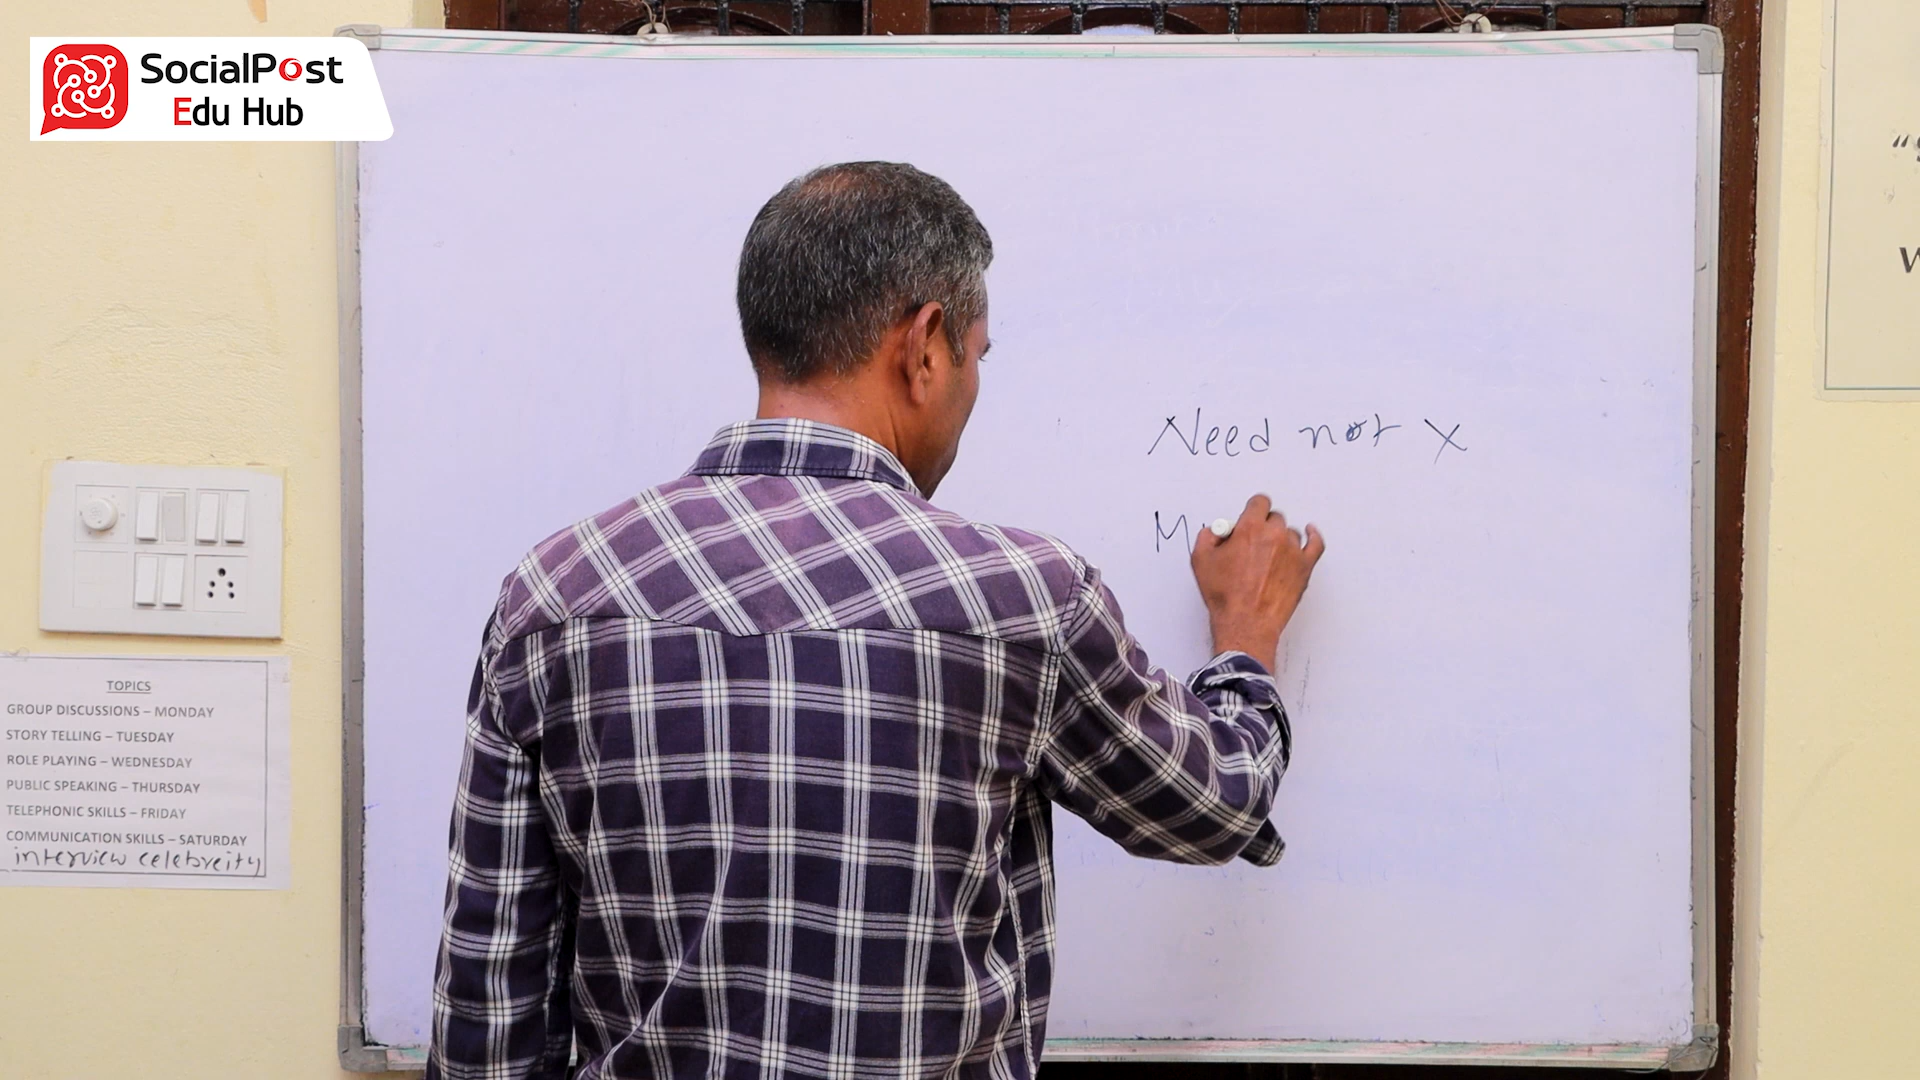 SocialPost
Edu Hub
Need not X
TOPICS
GROUP DISCUSSIONS – MONDAY
STORY TELLING – TUESDAY
ROLE PLAYING – WEDNESDAY
PUBLIC SPEAKING – THURSDAY
TELEPHONIC SKILLS – FRIDAY
COMMUNICATION SKILLS – SATURDAY
interview celebreity